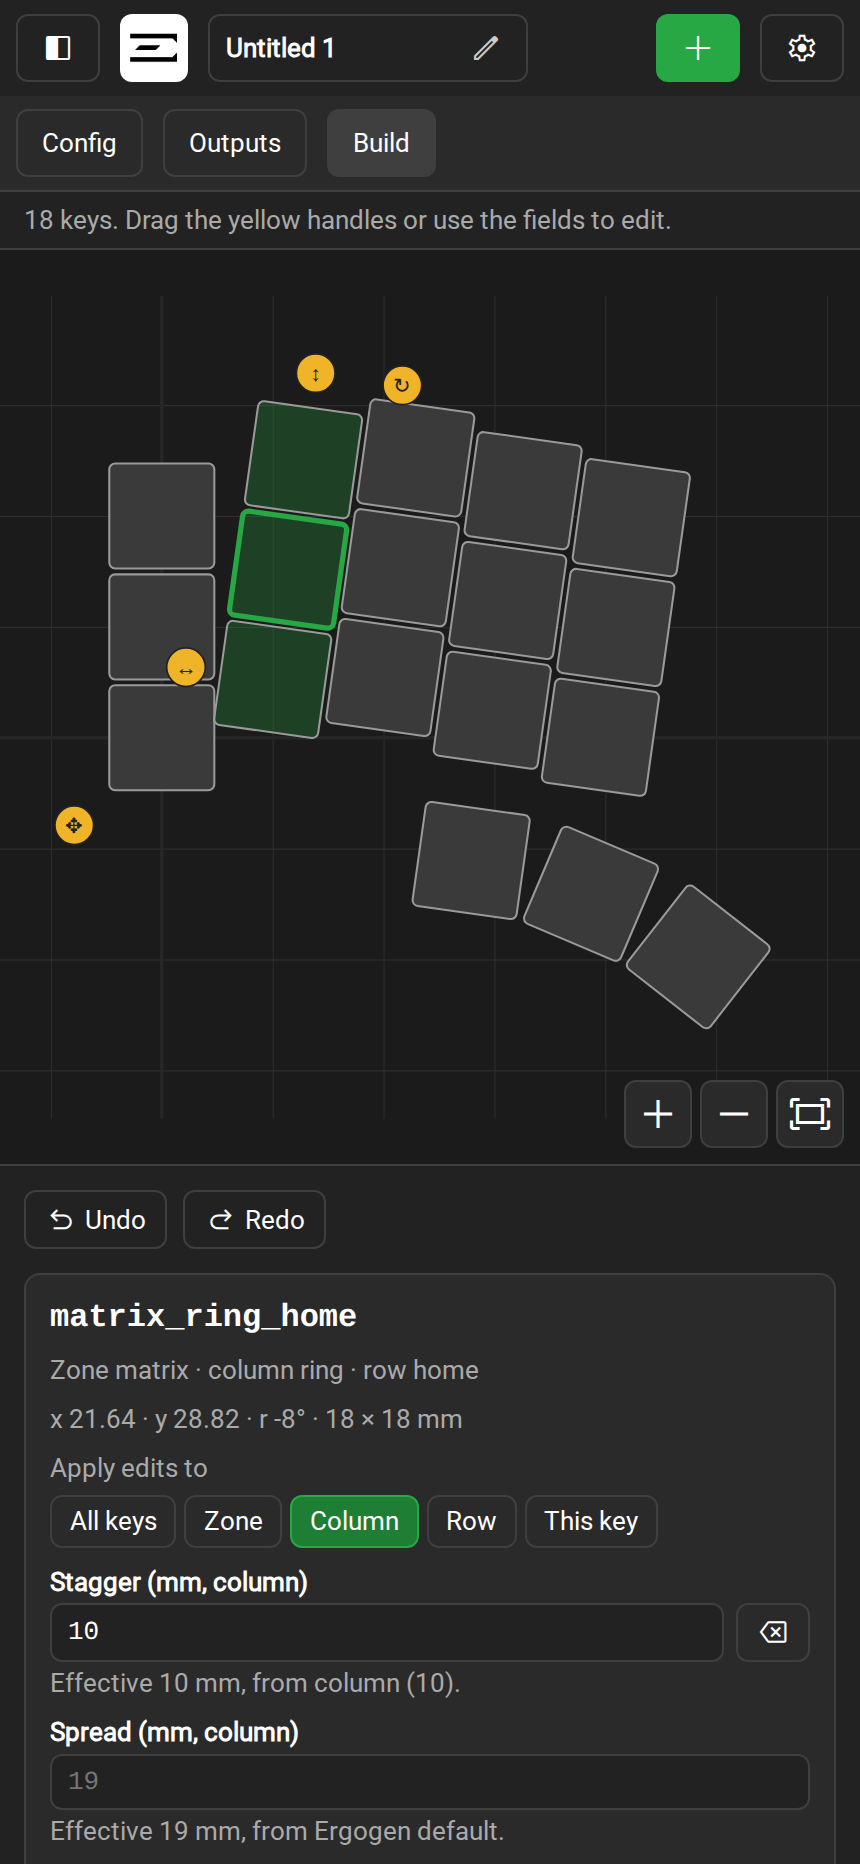 Untitled 1
Config Outputs Build
18 keys. Drag the yellow handles or use the fields to edit.
Undo Redo
matrix_ring_home
Zone matrix · column ring · row home
x 21.64 · y 28.82 · r -8° · 18 × 18 mm
Apply edits to
All keys Zone Column Row This key
Stagger (mm, column)
10
Effective 10 mm, from column (10).
Spread (mm, column)
19
Effective 19 mm, from Ergogen default.